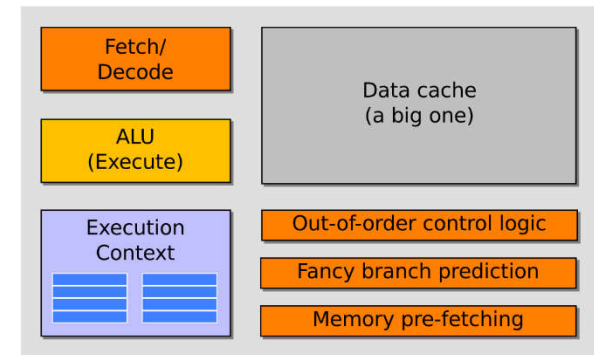 Fetch/
Decode
ALU
(Execute)
Execution
Context
Data cache
(a big one)
Out-of-order control logic
Fancy branch prediction
Memory pre-fetching